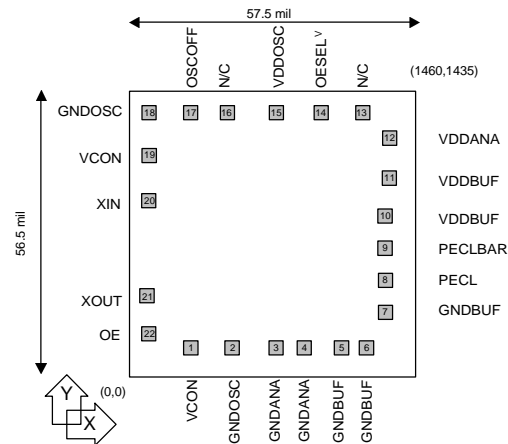 57.5 mil
OSCOFF
N/C
VDDOSC
OESEL^V
N/C
(1460,1435)
GNDOSC
18
17
16
15
14
13
12
VDDANA
VCON
19
11
VDDBUF
XIN
20
10
VDDBUF
56.5 mil
9
PECLBAR
8
PECL
XOUT
21
7
GNDBUF
OE
22
1
2
3
4
5
6
(0,0)
Y
X
VCON
GNDOSC
GNDANA
GNDANA
GNDBUF
GNDBUF